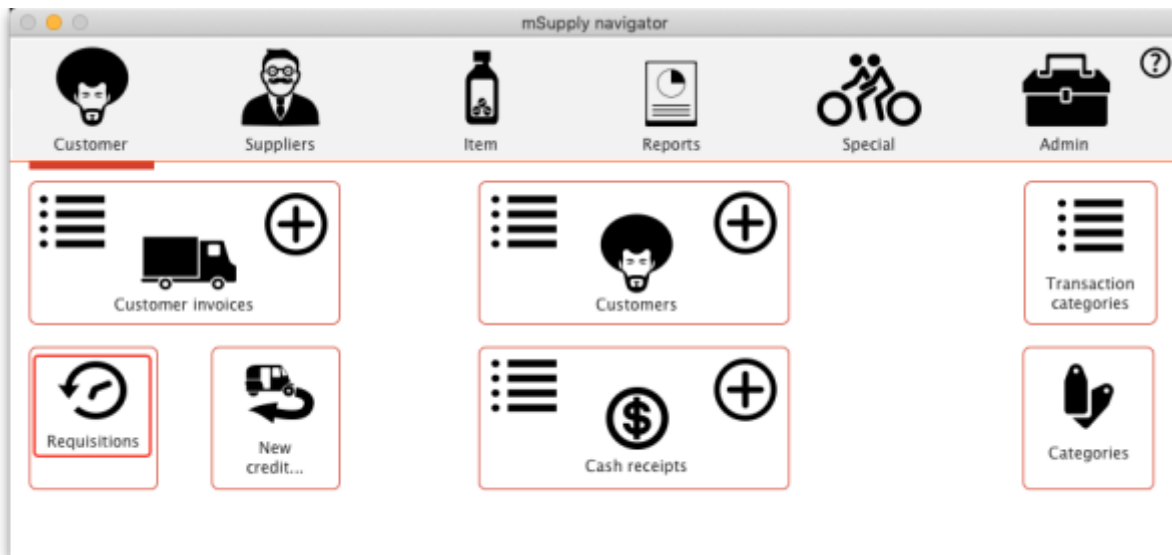 mSupply navigator
Customer
Suppliers
Item
Reports
Special
Admin
?
Customer invoices
Customers
Transaction
categories
Requisitions
New
credit...
$
Cash receipts
Categories